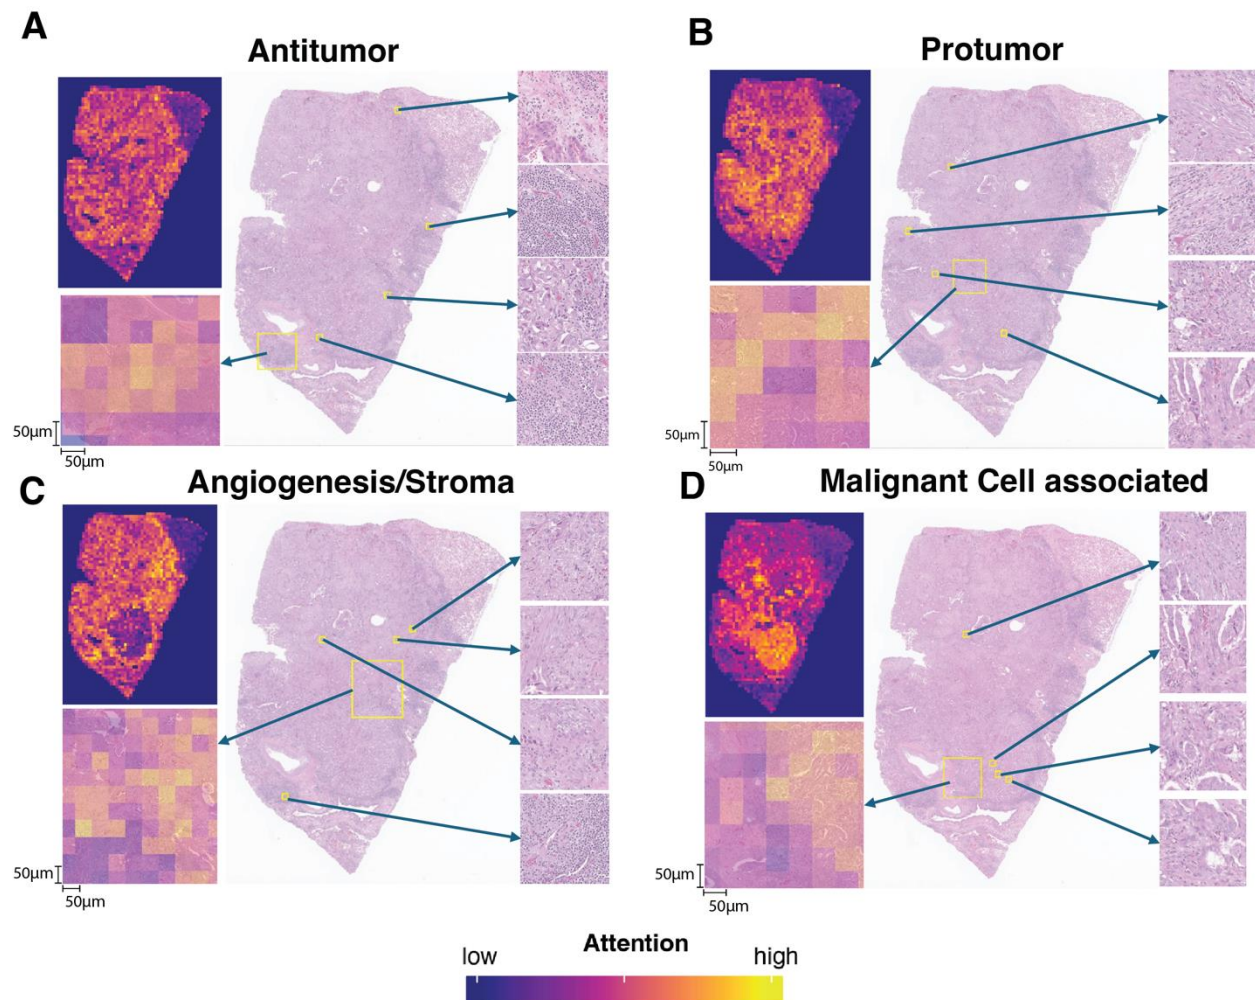 A
Antitumor
50µm
50µm
B
Protumor
50µm
50µm
C
Angiogenesis/Stroma
50µm
50µm
D
Malignant Cell associated
50µm
50µm
Attention
low
high